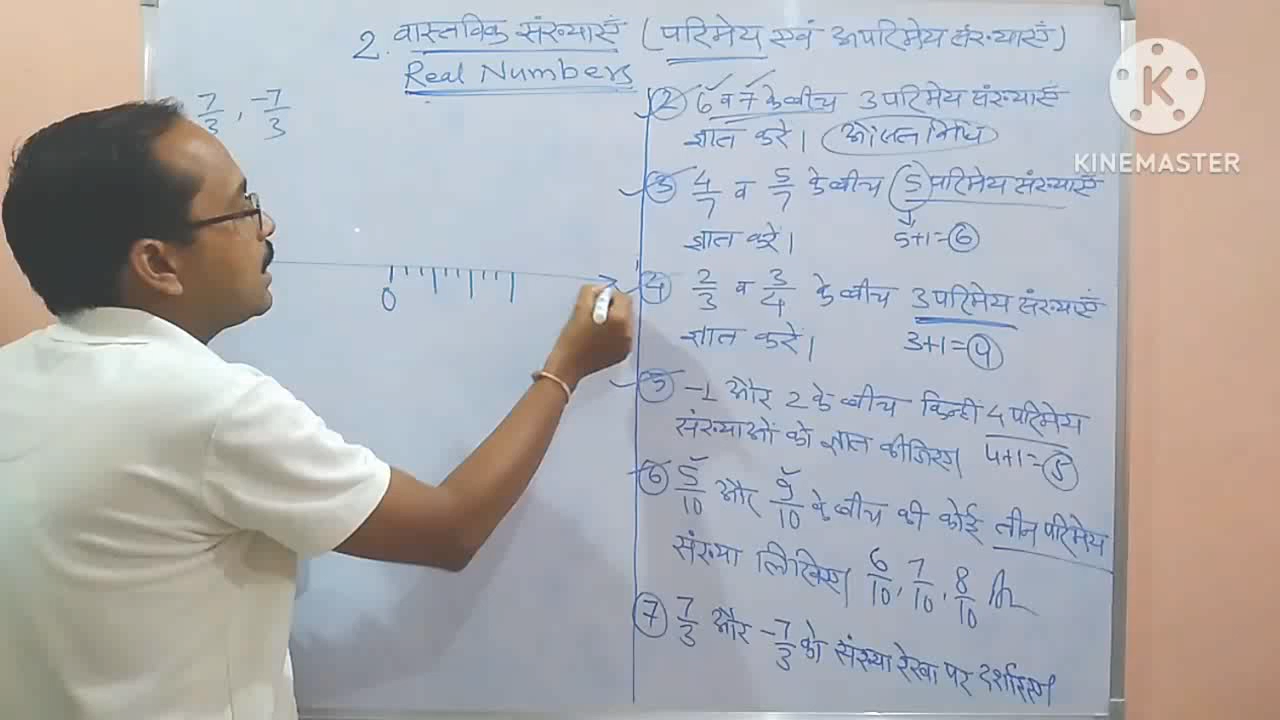 2. वास्तविक संख्याएँ (परिमेय एवं अपरिमेय संख्याएँ)
Real Numbers
7/3, -7/3
0
② 6 व 7 के बीच 3 परिमेय संख्याएँ
ज्ञात करे। औसत विधि
③ 4/7 व 5/7 के बीच 5 परिमेय संख्याएँ
ज्ञात करें। 5+1=6
④ 2/3 व 3/4 के बीच 3 परिमेय संख्याएँ
ज्ञात करें। 3+1=4
⑤ -1 और 2 के बीच किन्हीं 4 परिमेय
संख्याओं को ज्ञात कीजिए। 4+1=5
⑥ 5/10 और 9/10 के बीच की कोई तीन परिमेय
संख्या लिखिए। 6/10, 7/10, 8/10 Ans
⑦ 7/3 और -7/3 को संख्या रेखा पर दर्शाइए।
K
KINEMASTER